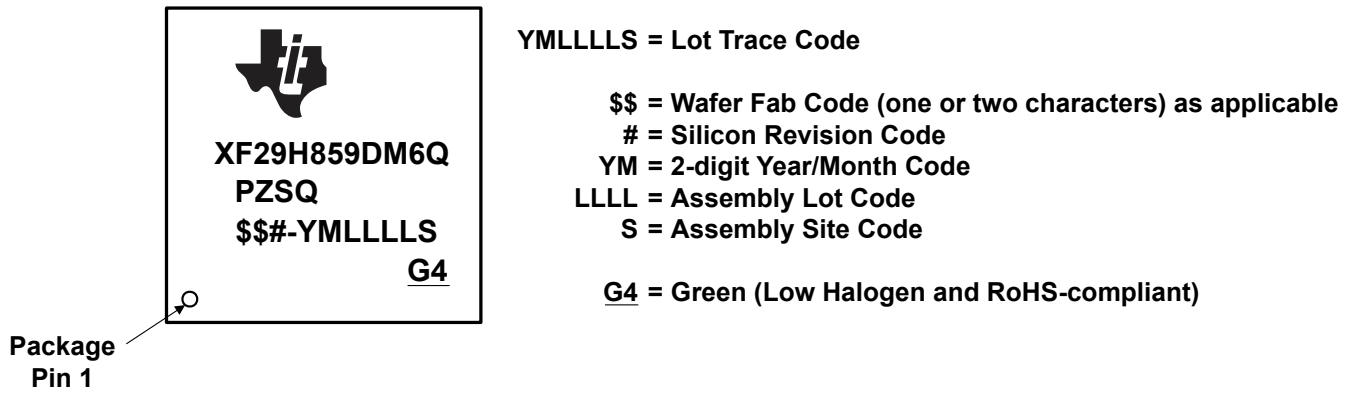 XF29H859DM6Q
PZSQ
$$#-YMLLLLS
G4
Package
Pin 1
YMLLLLS = Lot Trace Code
$$ = Wafer Fab Code (one or two characters) as applicable
# = Silicon Revision Code
YM = 2-digit Year/Month Code
LLLL = Assembly Lot Code
S = Assembly Site Code
G4 = Green (Low Halogen and RoHS-compliant)